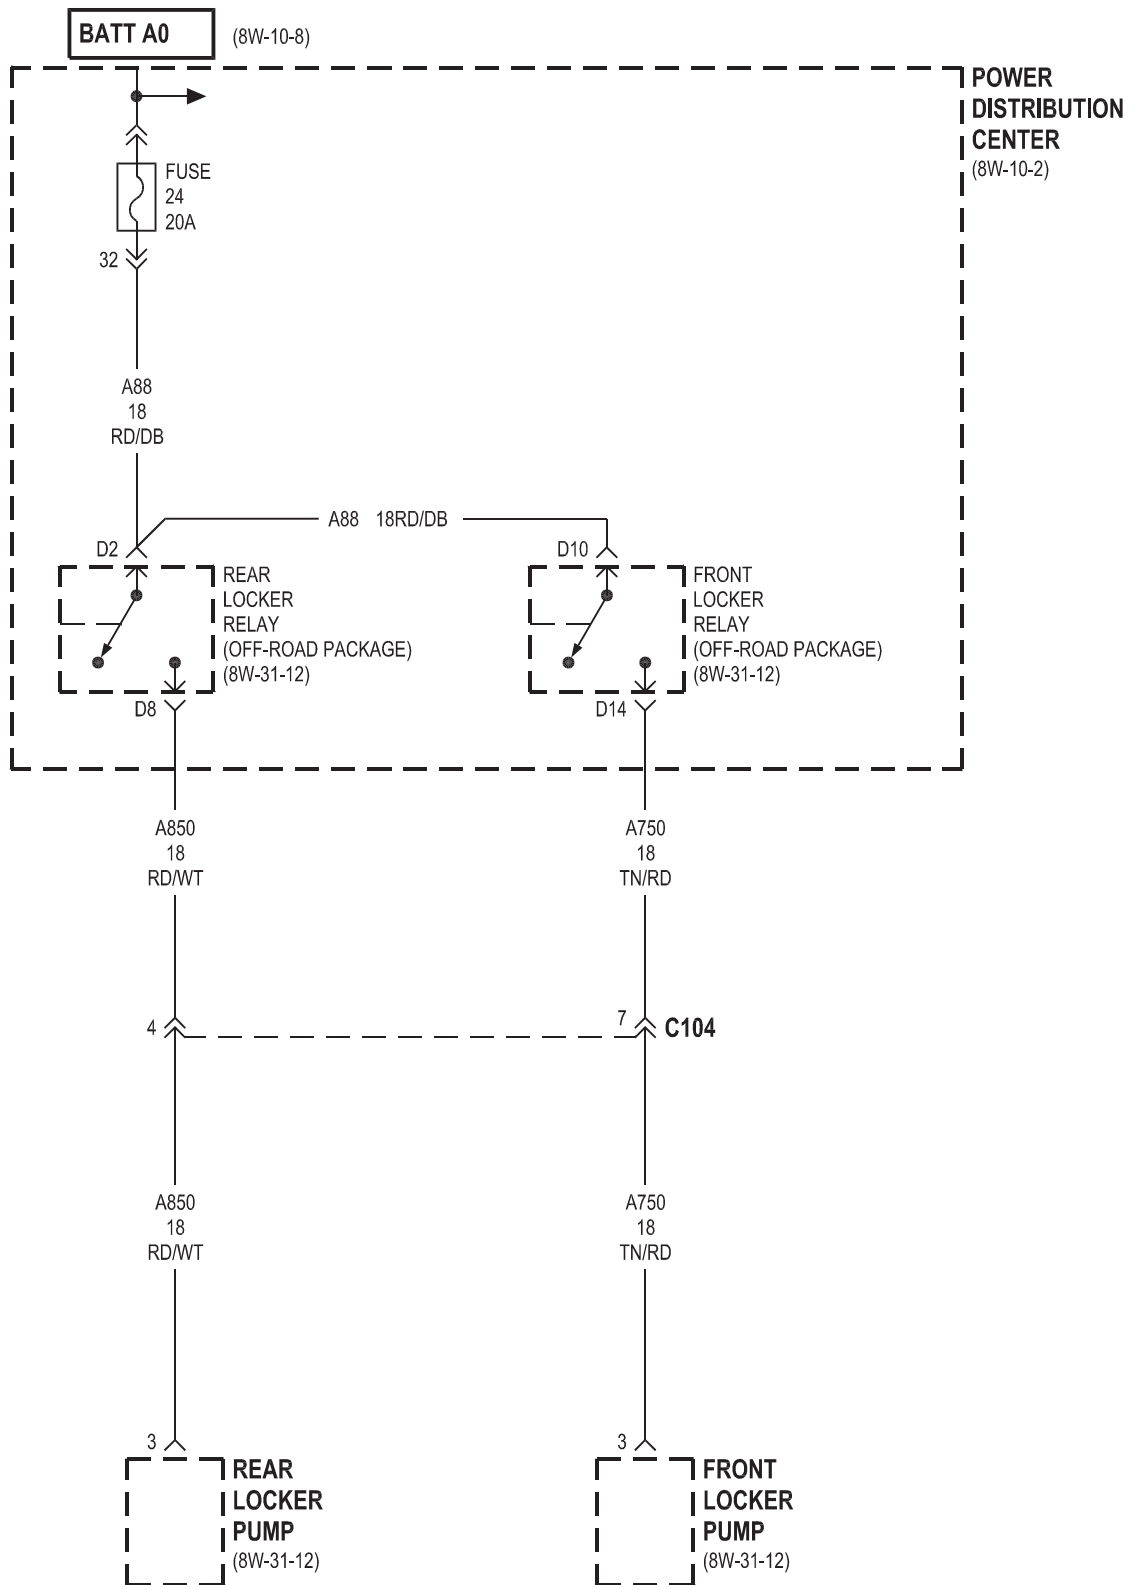 BATT A0
(8W-10-8)
POWER
DISTRIBUTION
CENTER
(8W-10-2)
FUSE
24
20A
32
A88
18
RD/DB
A88 18RD/DB
D2
D10
REAR
LOCKER
RELAY
(OFF-ROAD PACKAGE)
(8W-31-12)
FRONT
LOCKER
RELAY
(OFF-ROAD PACKAGE)
(8W-31-12)
D8
D14
A850
18
RD/WT
A750
18
TN/RD
4
7
C104
A850
18
RD/WT
A750
18
TN/RD
3
REAR
LOCKER
PUMP
(8W-31-12)
3
FRONT
LOCKER
PUMP
(8W-31-12)